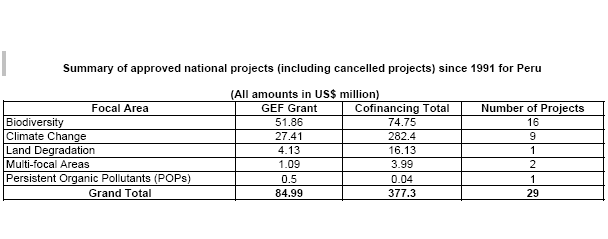 Summary of approved national projects (including cancelled projects) since 1991 for Peru
(All amounts in US$ million)
Focal Area GEF Grant Cofinancing Total Number of Projects
Biodiversity 51.86 74.75 16
Climate Change 27.41 282.4 9
Land Degradation 4.13 16.13 1
Multi-focal Areas 1.09 3.99 2
Persistent Organic Pollutants (POPs) 0.5 0.04 1
Grand Total 84.99 377.3 29